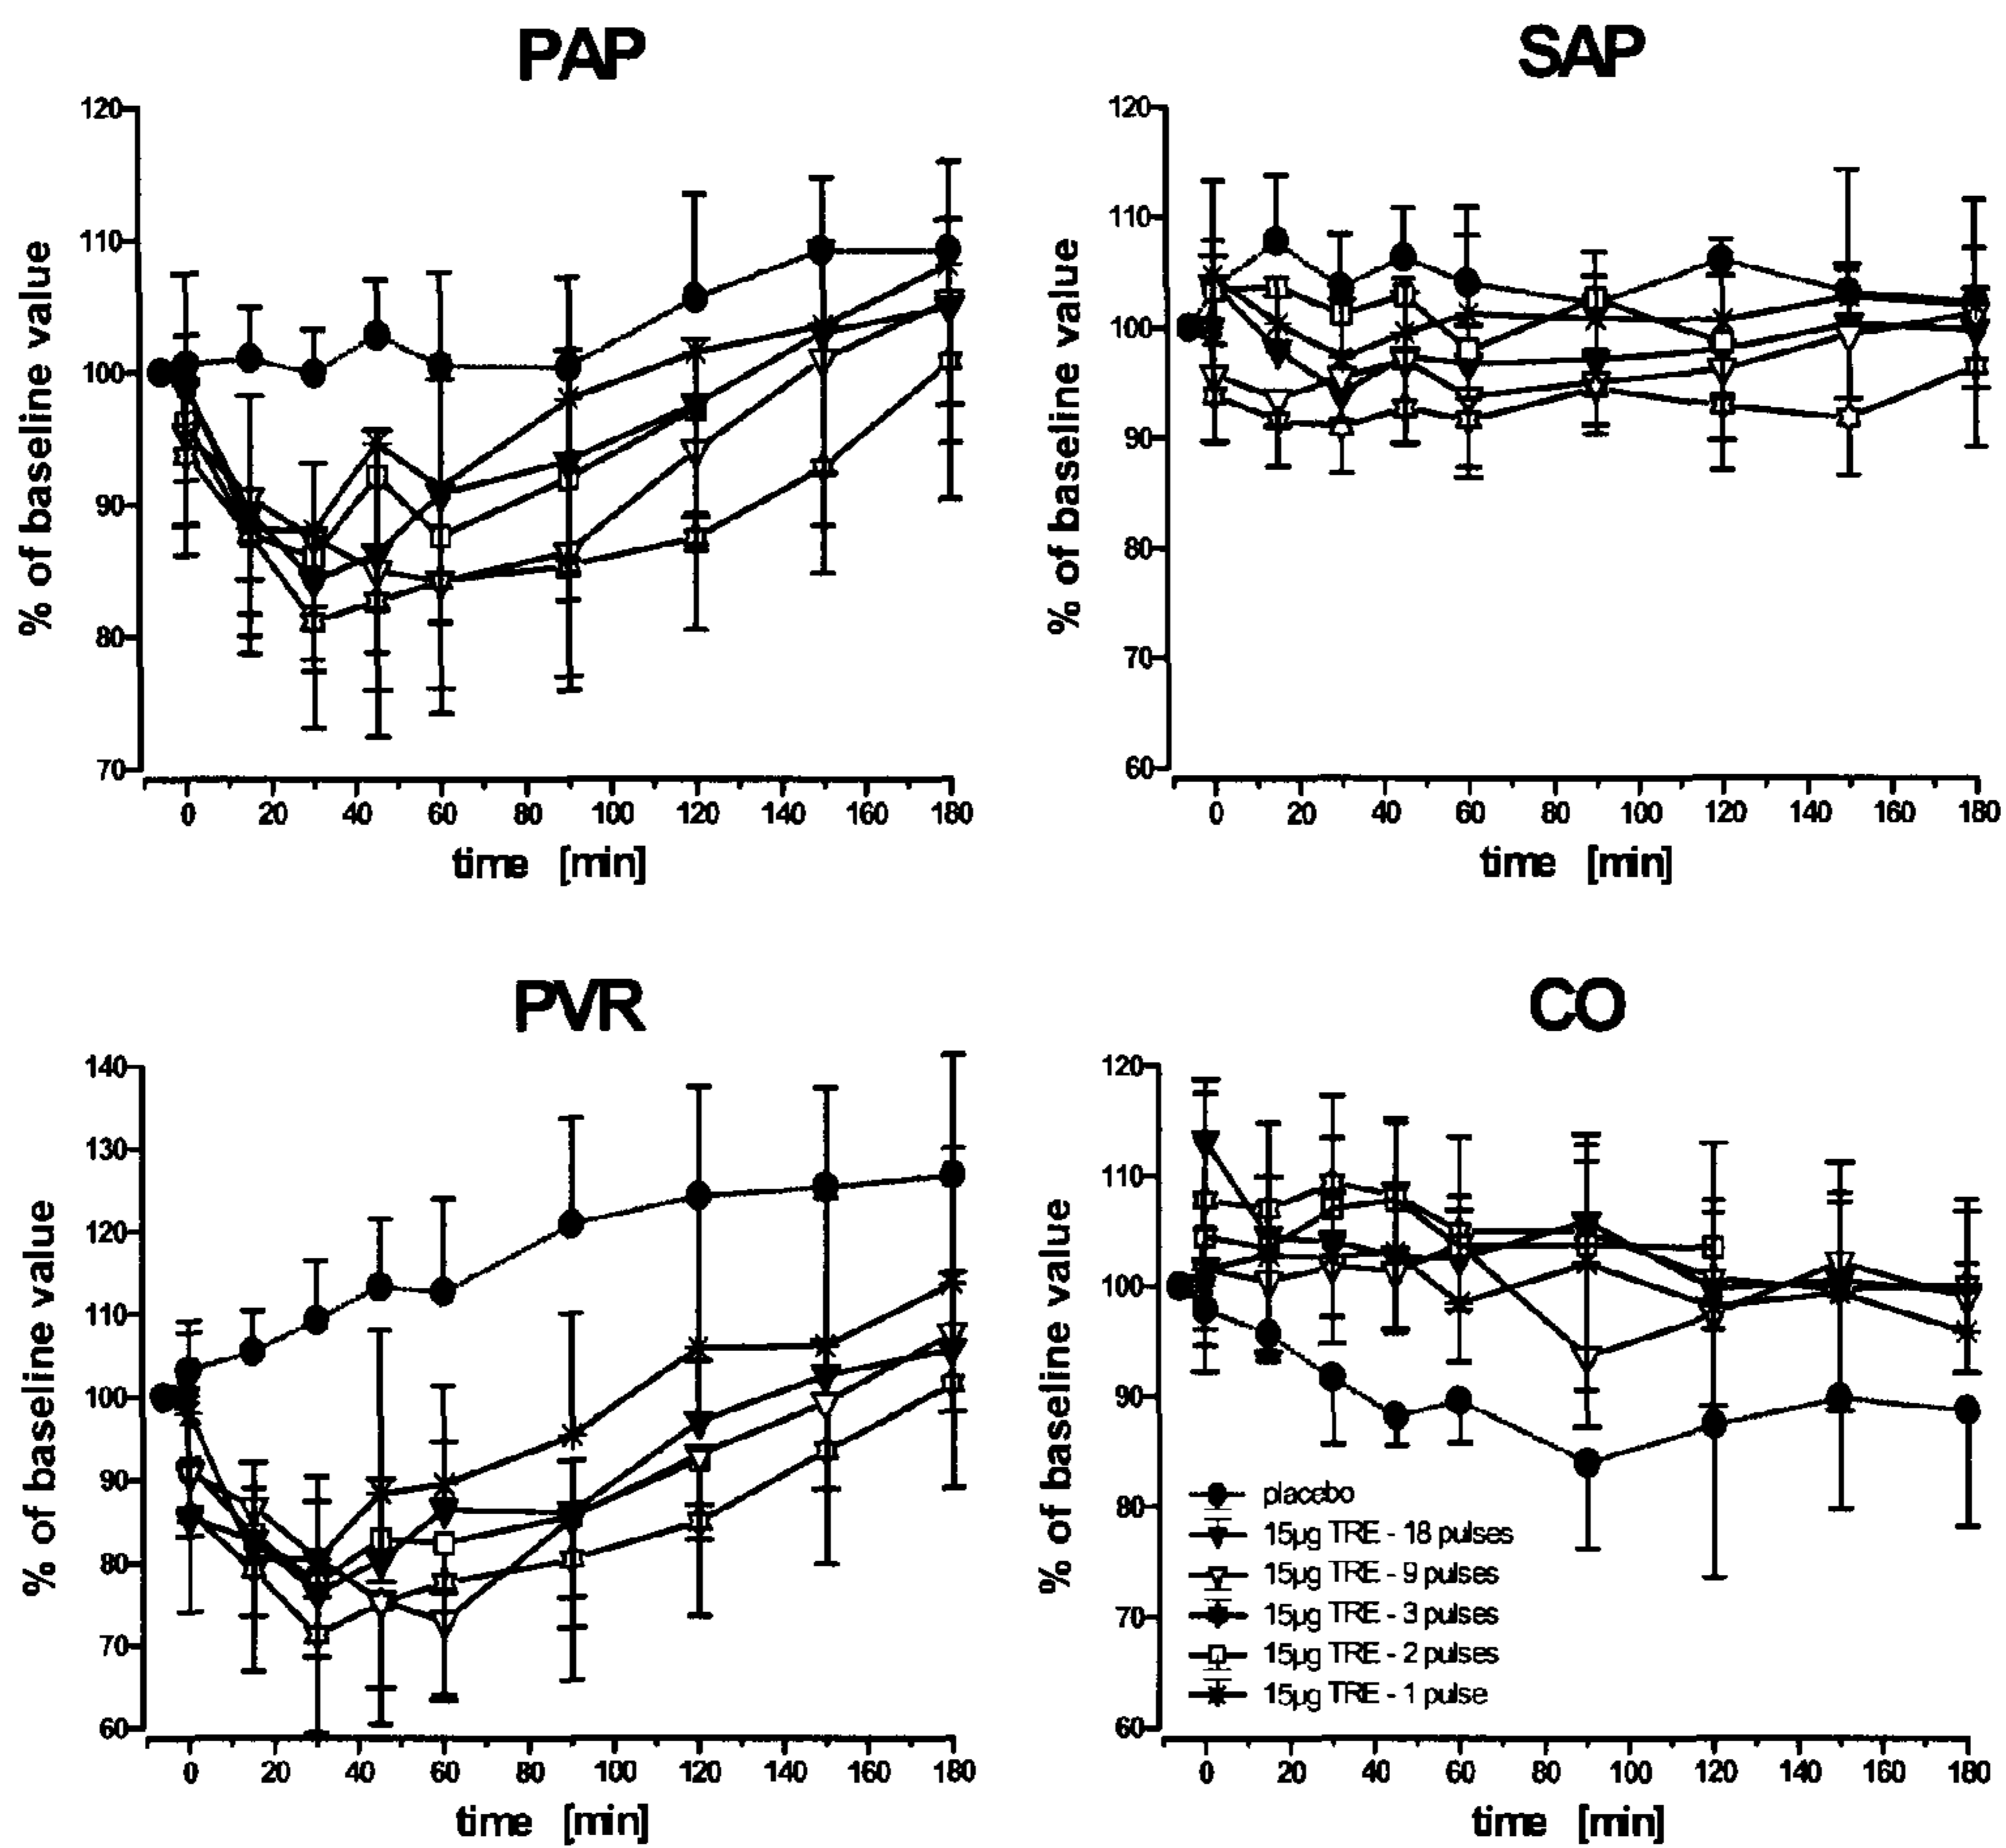 PAP
120
110
100
90
80
70
% of baseline value
0 20 40 60 80 100 120 140 160 180
time [min]
SAP
120
110
100
90
80
70
60
% of baseline value
0 20 40 60 80 100 120 140 160 180
time [min]
PVR
140
130
120
110
100
90
80
70
60
% of baseline value
0 20 40 60 80 100 120 140 160 180
time [min]
CO
120
110
100
90
80
70
60
% of baseline value
placebo
15µg TRE - 18 pulses
15µg TRE - 9 pulses
15µg TRE - 3 pulses
15µg TRE - 2 pulses
15µg TRE - 1 pulse
0 20 40 60 80 100 120 140 160 180
time [min]